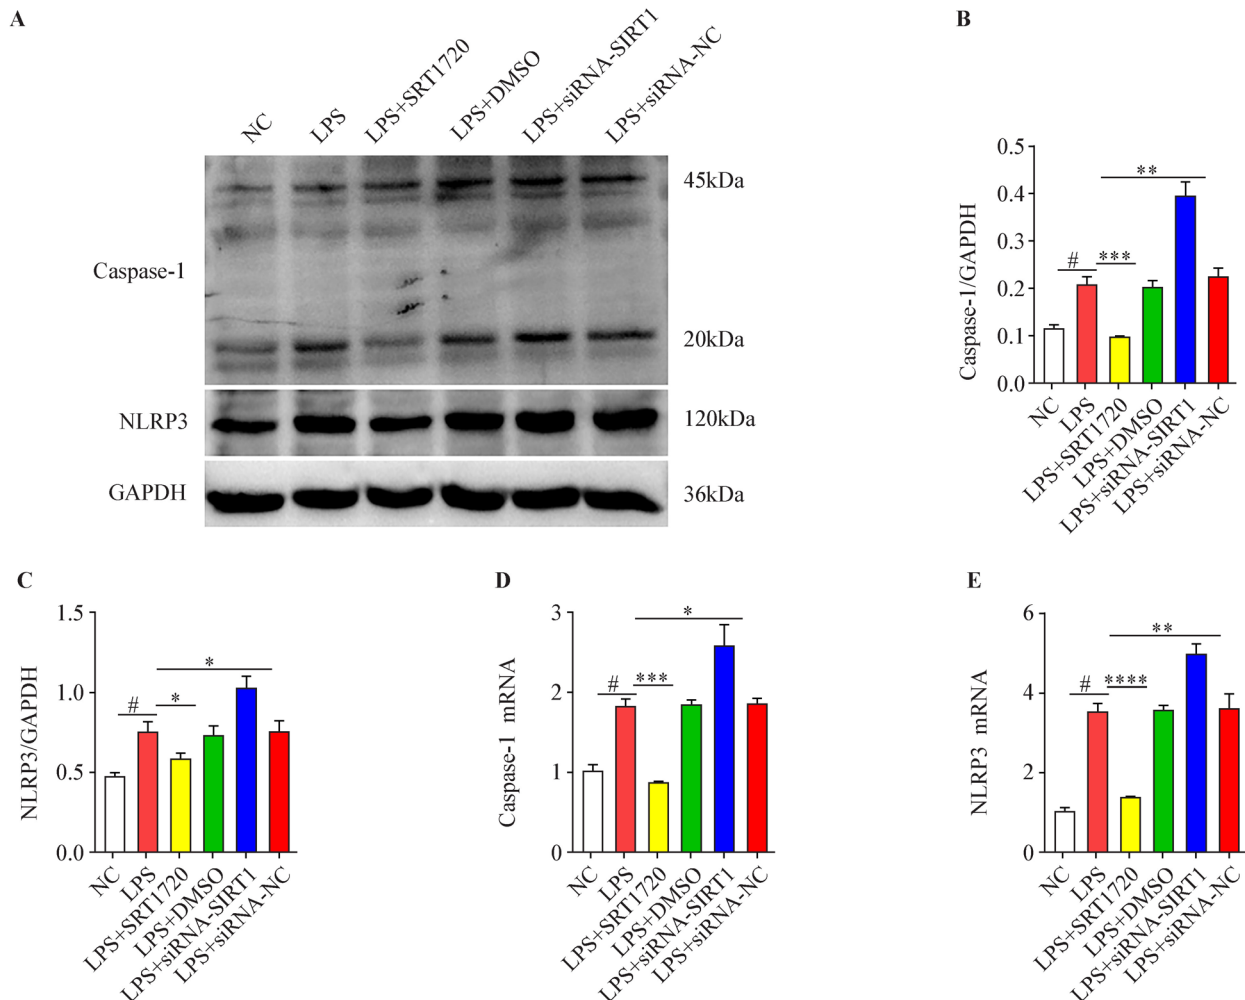 A
NC
LPS
LPS+SRT1720
LPS+DMSO
LPS+siRNA-SIRT1
LPS+siRNA-NC
Caspase-1
45kDa
20kDa
NLRP3
120kDa
GAPDH
36kDa
B
Caspase-1/GAPDH
0.5
0.4
0.3
0.2
0.1
0.0
#
***
**
NC
LPS
LPS+SRT1720
LPS+DMSO
LPS+siRNA-SIRT1
LPS+siRNA-NC
C
NLRP3/GAPDH
1.5
1.0
0.5
0.0
#
*
*
NC
LPS
LPS+SRT1720
LPS+DMSO
LPS+siRNA-SIRT1
LPS+siRNA-NC
D
Caspase-1 mRNA
3
2
1
0
#
***
*
NC
LPS
LPS+SRT1720
LPS+DMSO
LPS+siRNA-SIRT1
LPS+siRNA-NC
E
NLRP3 mRNA
6
4
2
0
#
****
**
NC
LPS
LPS+SRT1720
LPS+DMSO
LPS+siRNA-SIRT1
LPS+siRNA-NC